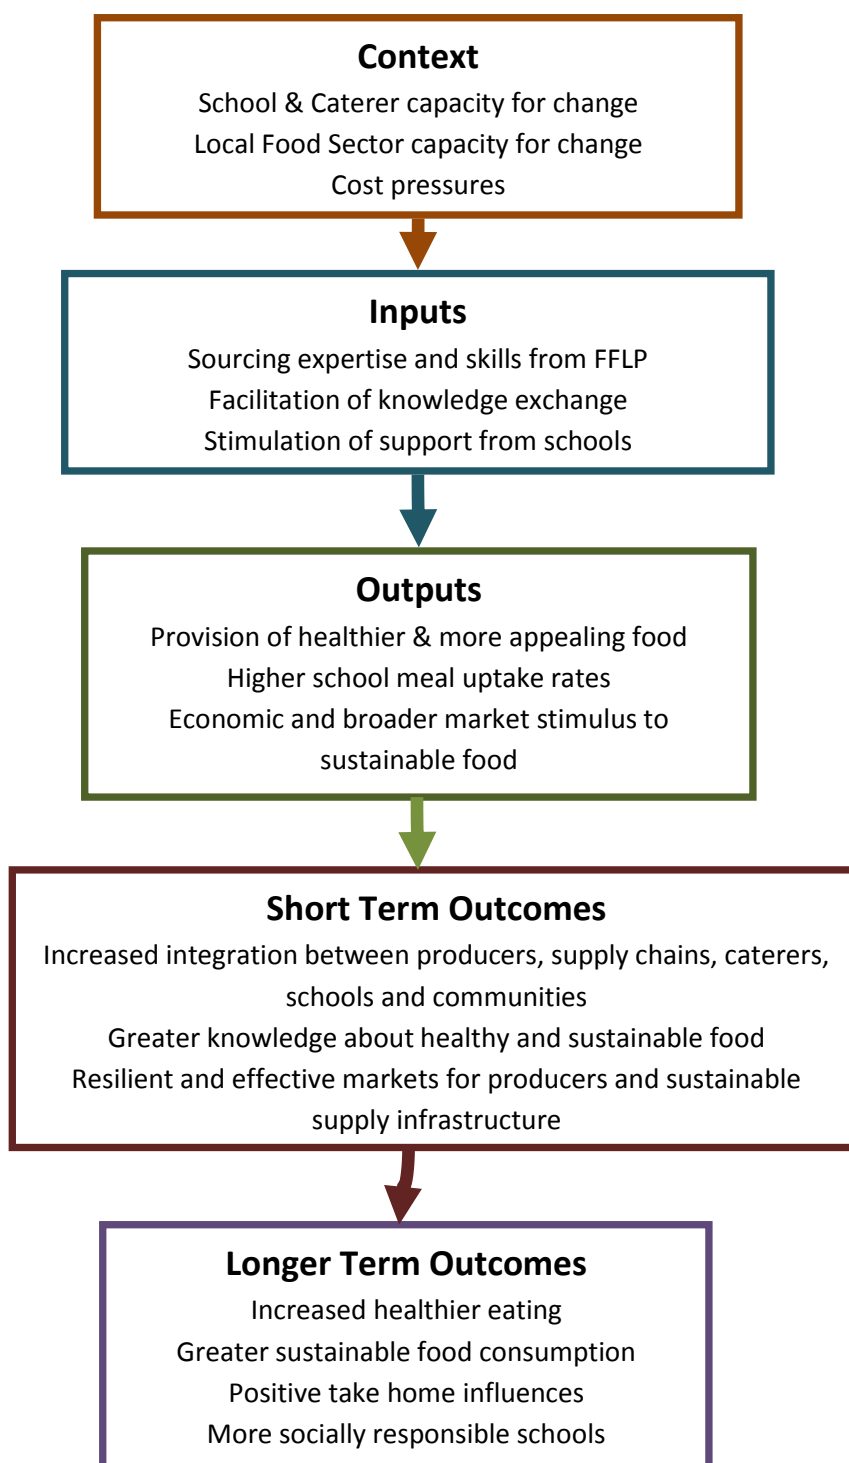 Context
School & Caterer capacity for change
Local Food Sector capacity for change
Cost pressures
Inputs
Sourcing expertise and skills from FFLP
Facilitation of knowledge exchange
Stimulation of support from schools
Outputs
Provision of healthier & more appealing food
Higher school meal uptake rates
Economic and broader market stimulus to
sustainable food
Short Term Outcomes
Increased integration between producers, supply chains, caterers,
schools and communities
Greater knowledge about healthy and sustainable food
Resilient and effective markets for producers and sustainable
supply infrastructure
Longer Term Outcomes
Increased healthier eating
Greater sustainable food consumption
Positive take home influences
More socially responsible schools